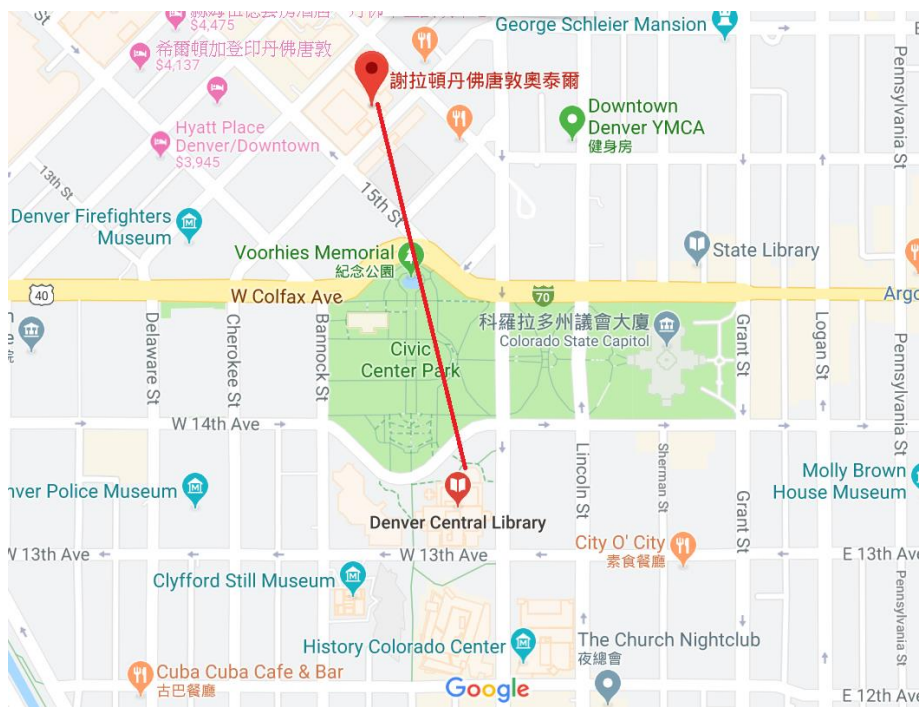 $4,475
George Schleier Mansion
希爾頓加登印丹佛唐敦
$4,137
謝拉頓丹佛唐敦奧泰爾
Hyatt Place
Denver/Downtown
$3,945
Downtown
Denver YMCA
健身房
Pennsylvania St
13th St
15th St
Denver Firefighters
Museum
Voorhies Memorial
紀念公園
State Library
40
W Colfax Ave
70
Argo
科羅拉多州議會大廈
Colorado State Capitol
Delaware St
Cherokee St
Bannock St
Civic
Center Park
Grant St
Logan St
Pennsylvania St
W 14th Ave
nver Police Museum
Denver Central Library
Lincoln St
Sherman St
Grant St
Molly Brown
House Museum
W 13th Ave
W 13th Ave
City O' City
素食餐廳
E 13th Ave
Clyfford Still Museum
Pennsylvania St
History Colorado Center
The Church Nightclub
夜總會
Cuba Cuba Cafe & Bar
古巴餐廳
Google
E 12th Ave